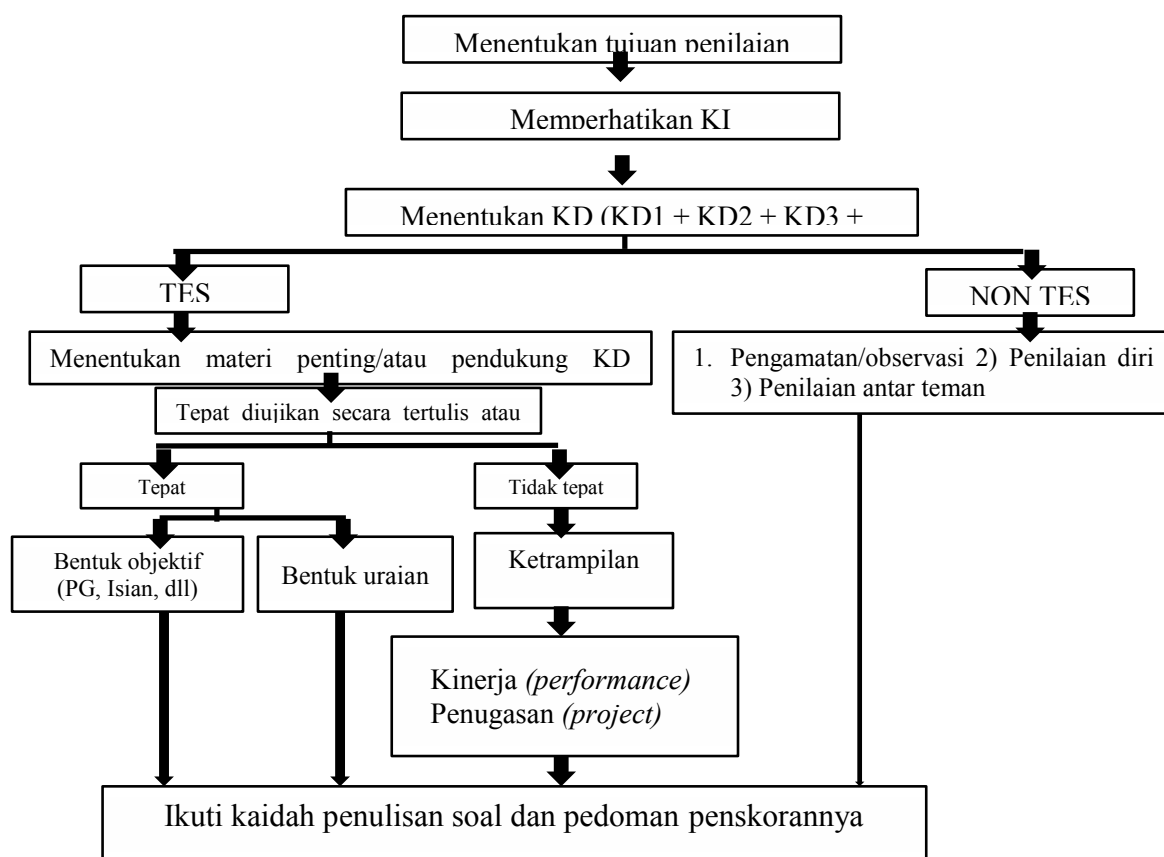 Menentukan tujuan penilaian
Memperhatikan KI
Menentukan KD (KD1 + KD2 + KD3 +
TES
NON TES
Menentukan materi penting/atau pendukung KD
1. Pengamatan/observasi 2) Penilaian diri
3) Penilaian antar teman
Tepat diujikan secara tertulis atau
Tepat
Tidak tepat
Bentuk objektif
(PG, Isian, dll)
Bentuk uraian
Ketrampilan
Kinerja (performance)
Penugasan (project)
Ikuti kaidah penulisan soal dan pedoman penskorannya